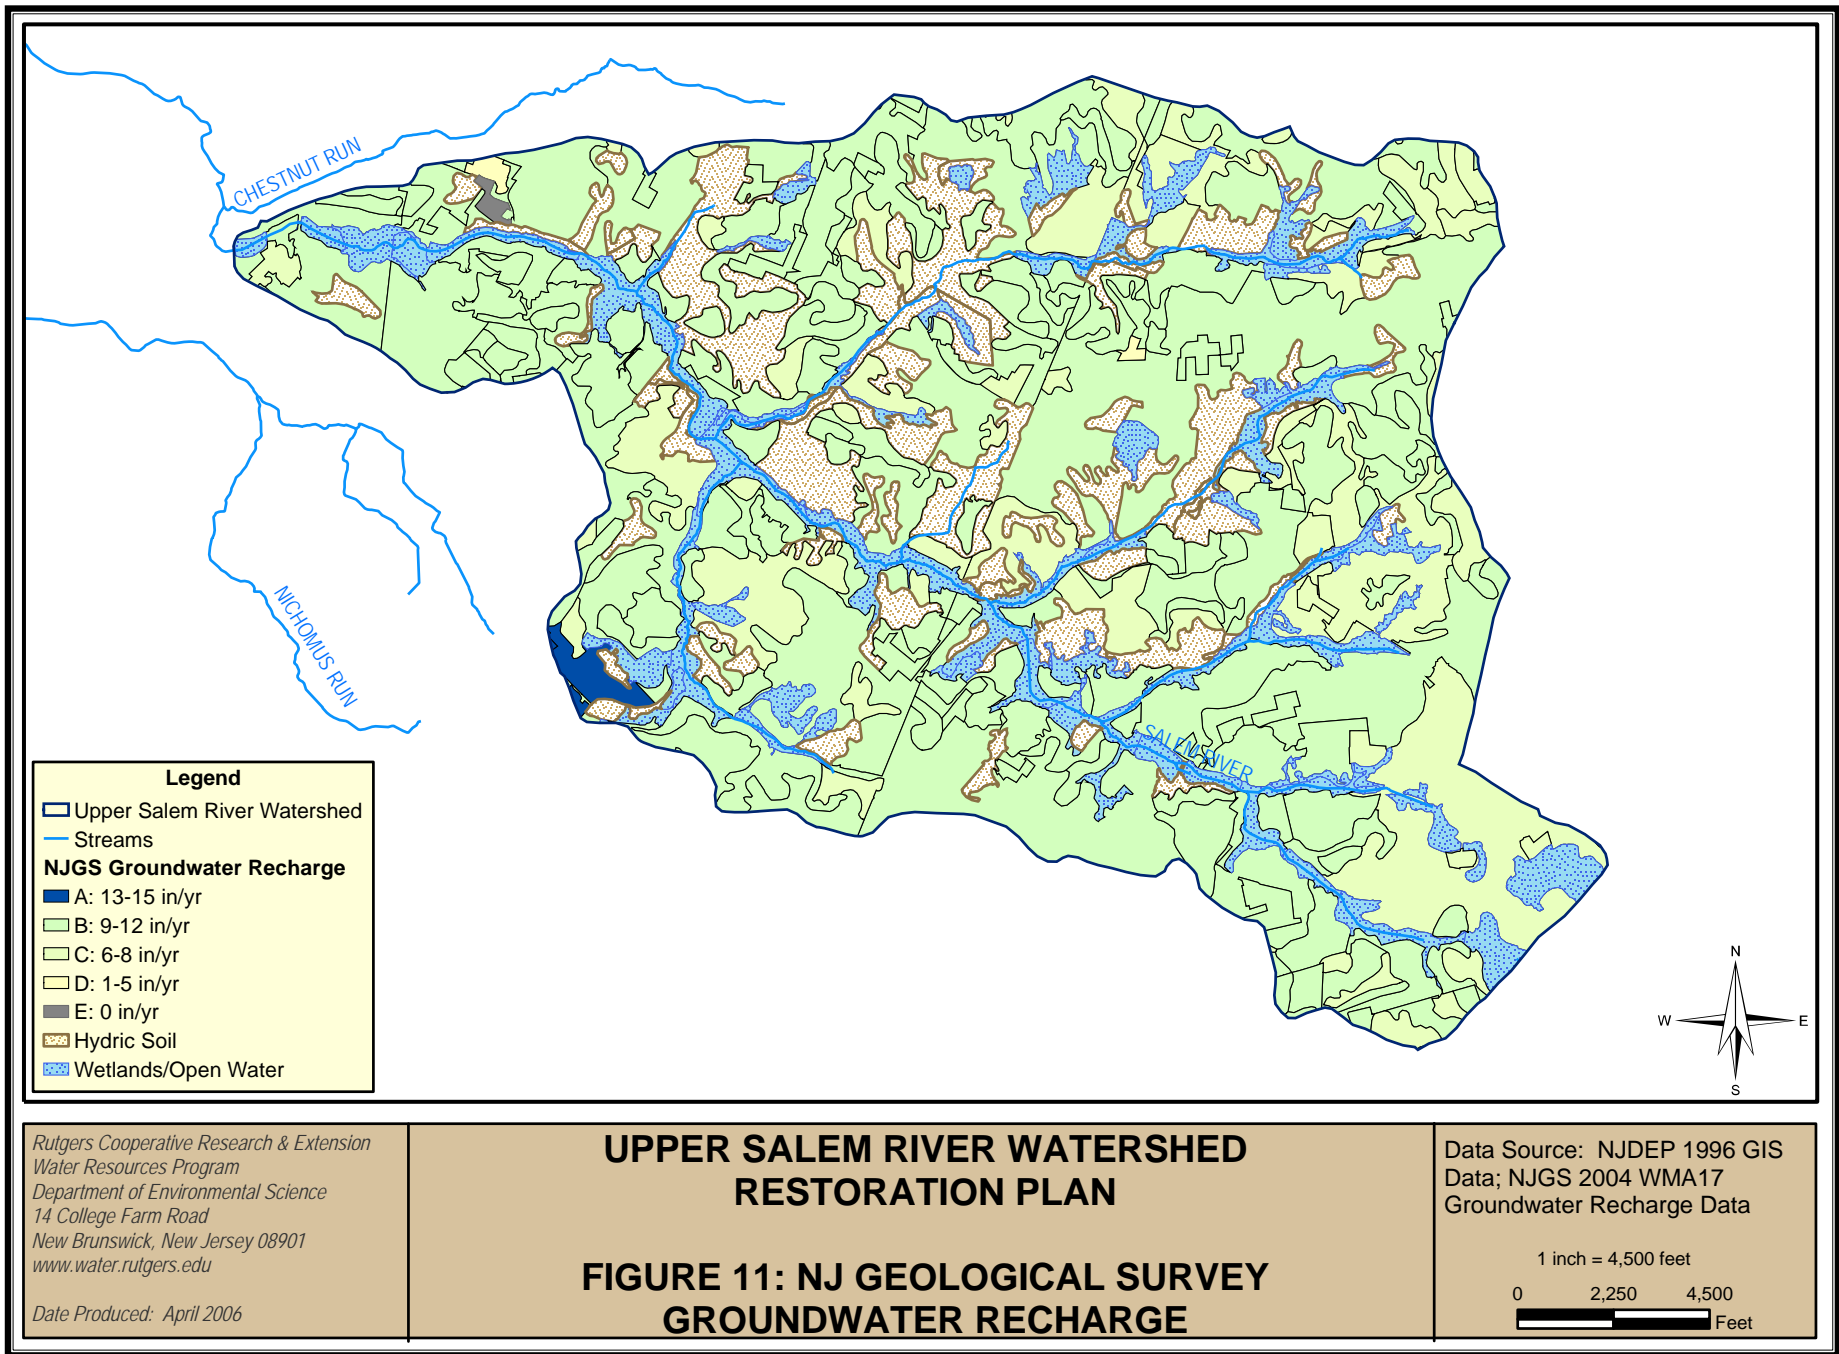 CHESTNUT RUN
NICHOMUS RUN
SALEM RIVER
Legend
Upper Salem River Watershed
Streams
NJGS Groundwater Recharge
A: 13-15 in/yr
B: 9-12 in/yr
C: 6-8 in/yr
D: 1-5 in/yr
E: 0 in/yr
Hydric Soil
Wetlands/Open Water
N
W E
S
Rutgers Cooperative Research & Extension
Water Resources Program
Department of Environmental Science
14 College Farm Road
New Brunswick, New Jersey 08901
www.water.rutgers.edu
Date Produced: April 2006
UPPER SALEM RIVER WATERSHED
RESTORATION PLAN
FIGURE 11: NJ GEOLOGICAL SURVEY
GROUNDWATER RECHARGE
Data Source: NJDEP 1996 GIS
Data; NJGS 2004 WMA17
Groundwater Recharge Data
1 inch = 4,500 feet
0 2,250 4,500
Feet